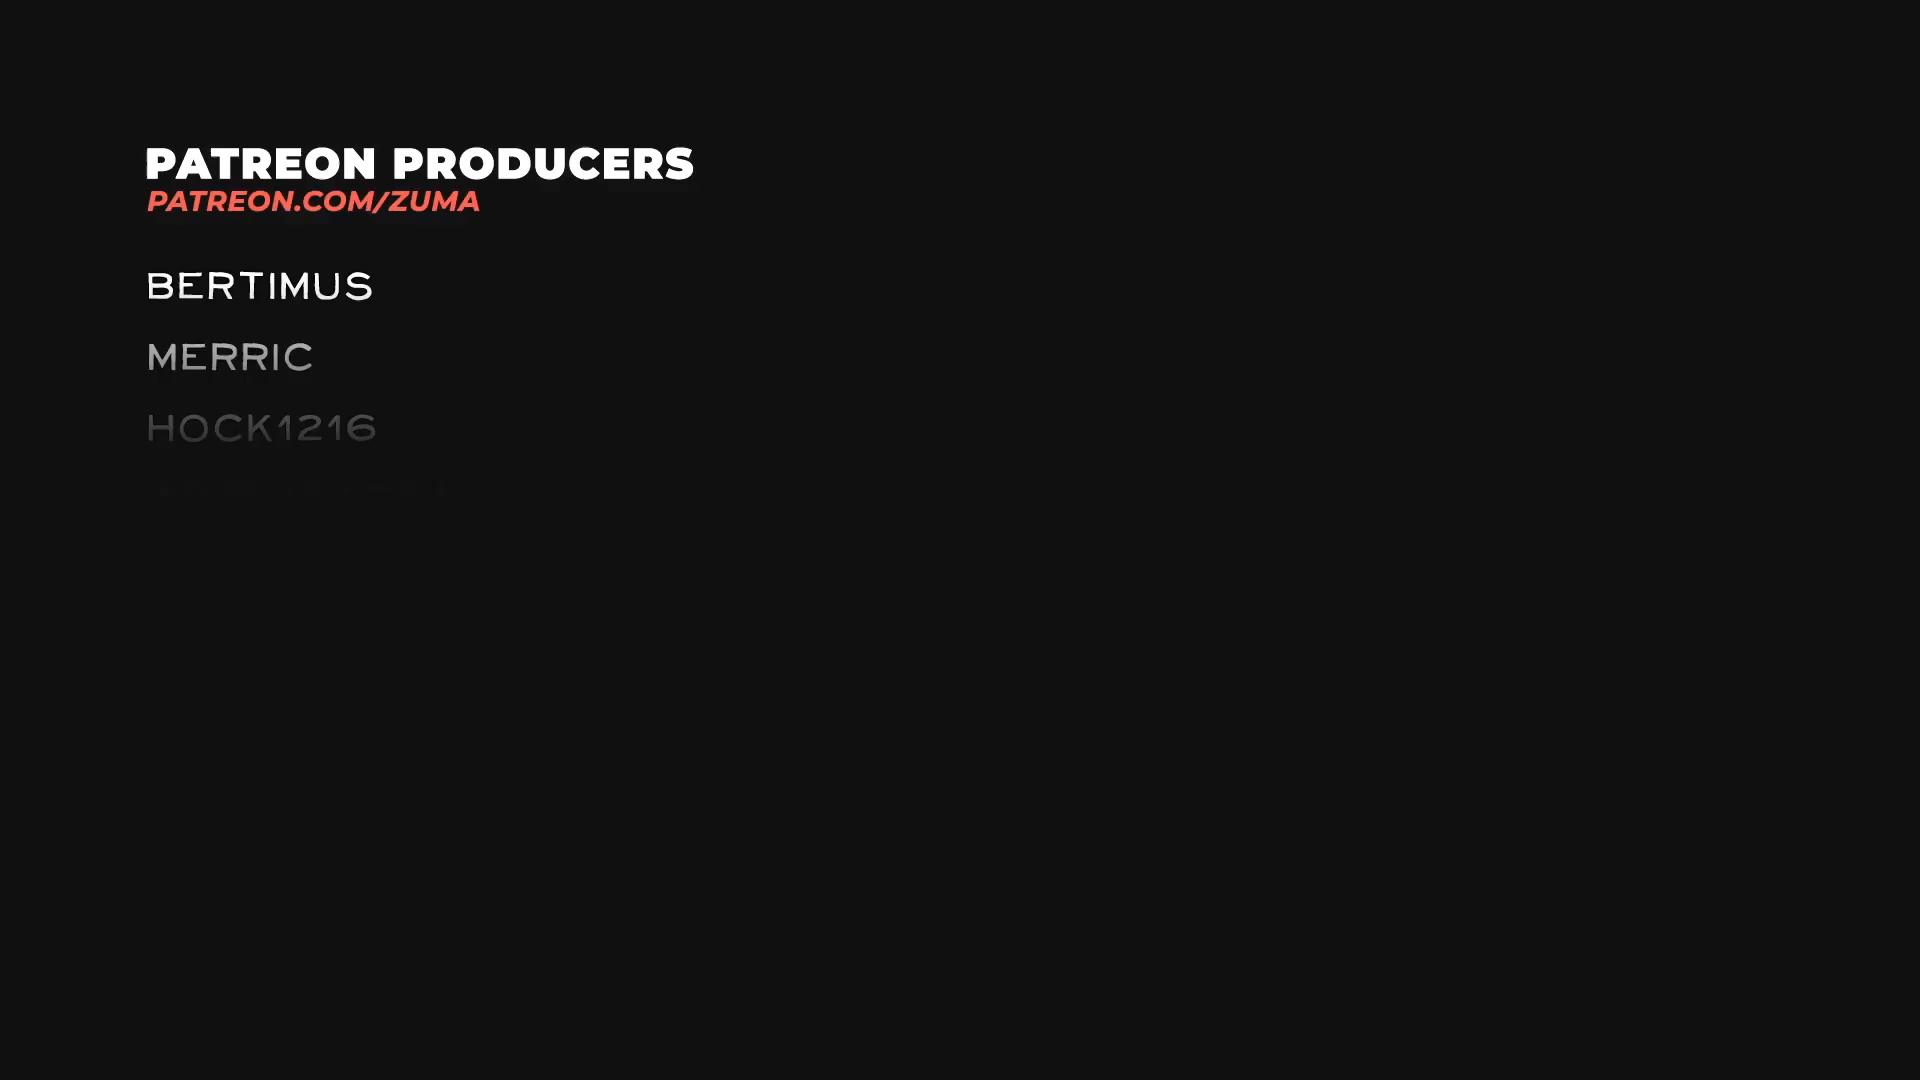 PATREON PRODUCERS
PATREON.COM/ZUMA
BERTIMUS
MERRIC
HOCK1216